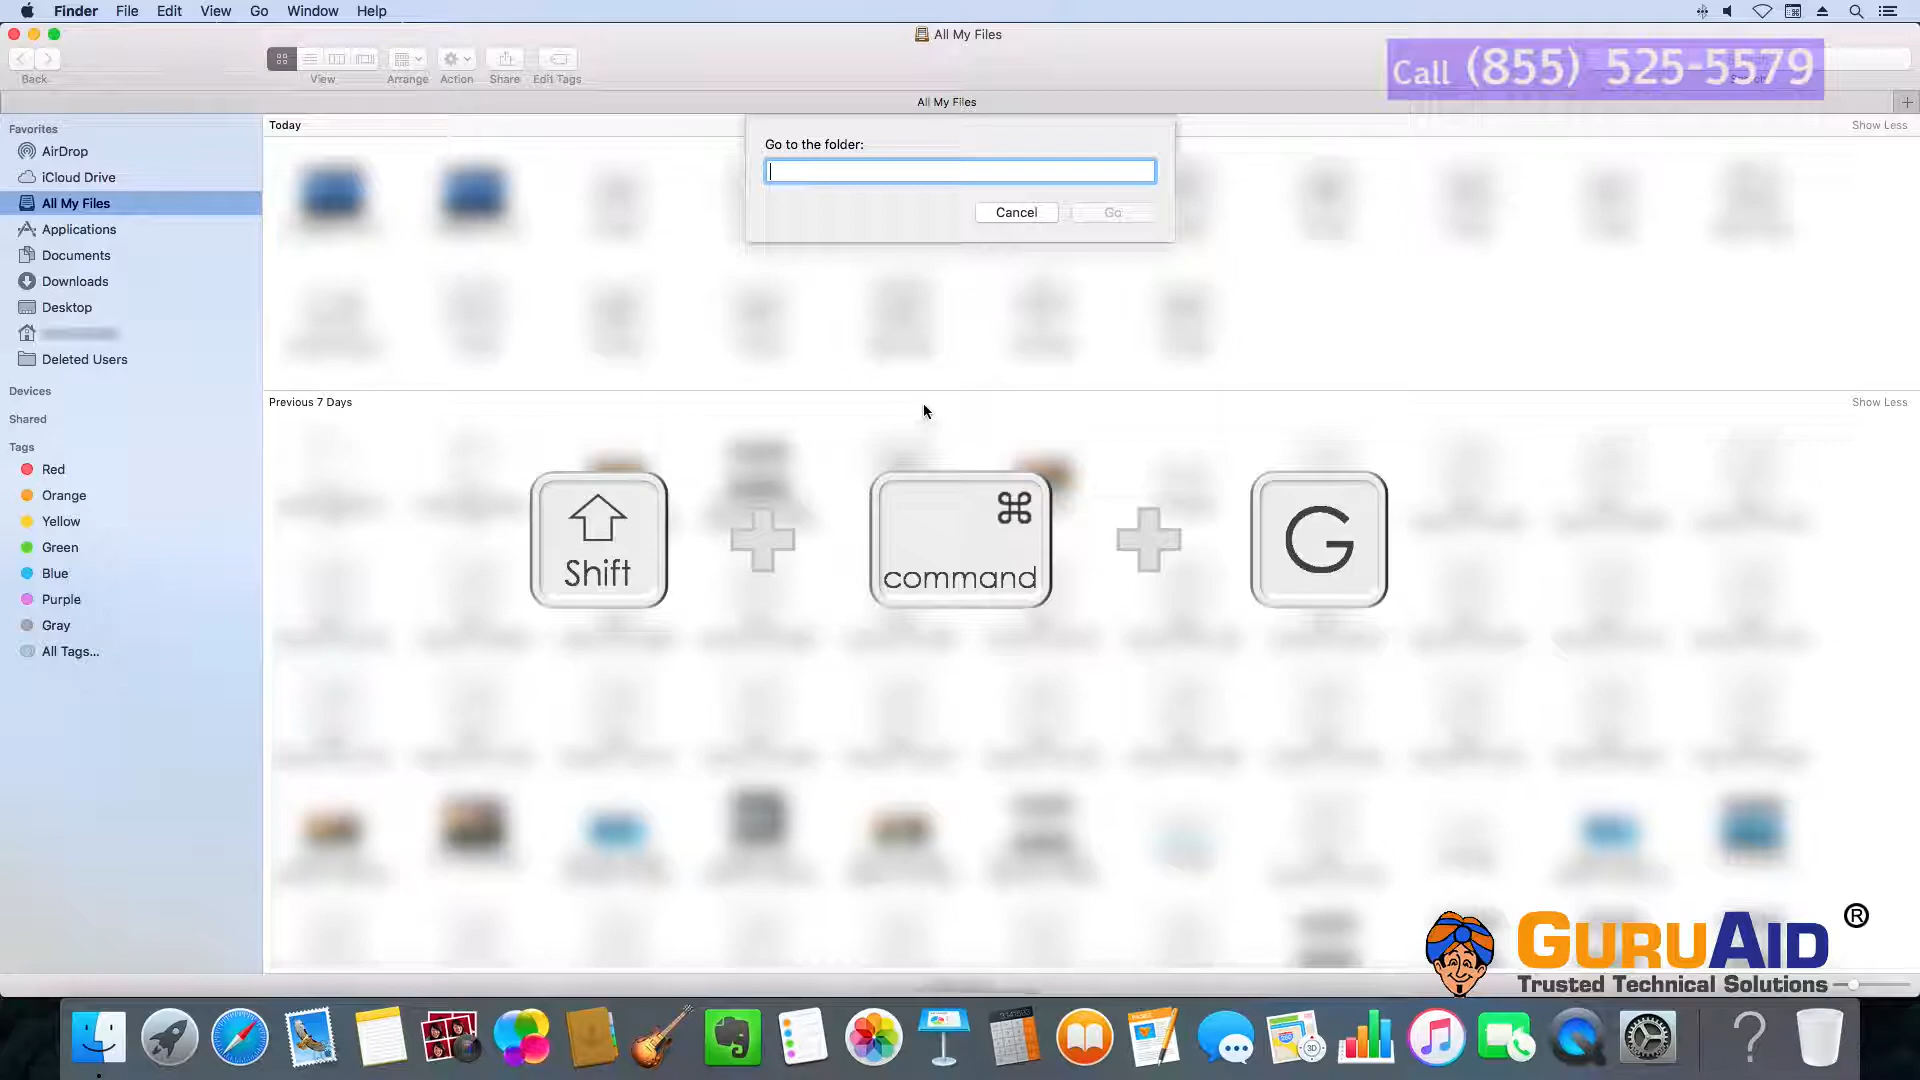 Finder File Edit View Go Window Help
All My Files
Back
View
Arrange
Action
Share
Edit Tags
Call (855) 525-5579
All My Files
Favorites
AirDrop
iCloud Drive
All My Files
Applications
Documents
Downloads
Desktop
Deleted Users
Devices
Shared
Tags
Red
Orange
Yellow
Green
Blue
Purple
Gray
All Tags...
Today
Show Less
Go to the folder:
Cancel
Go
Previous 7 Days
Show Less
Shift
⌘
command
G
GURUAID ®
Trusted Technical Solutions